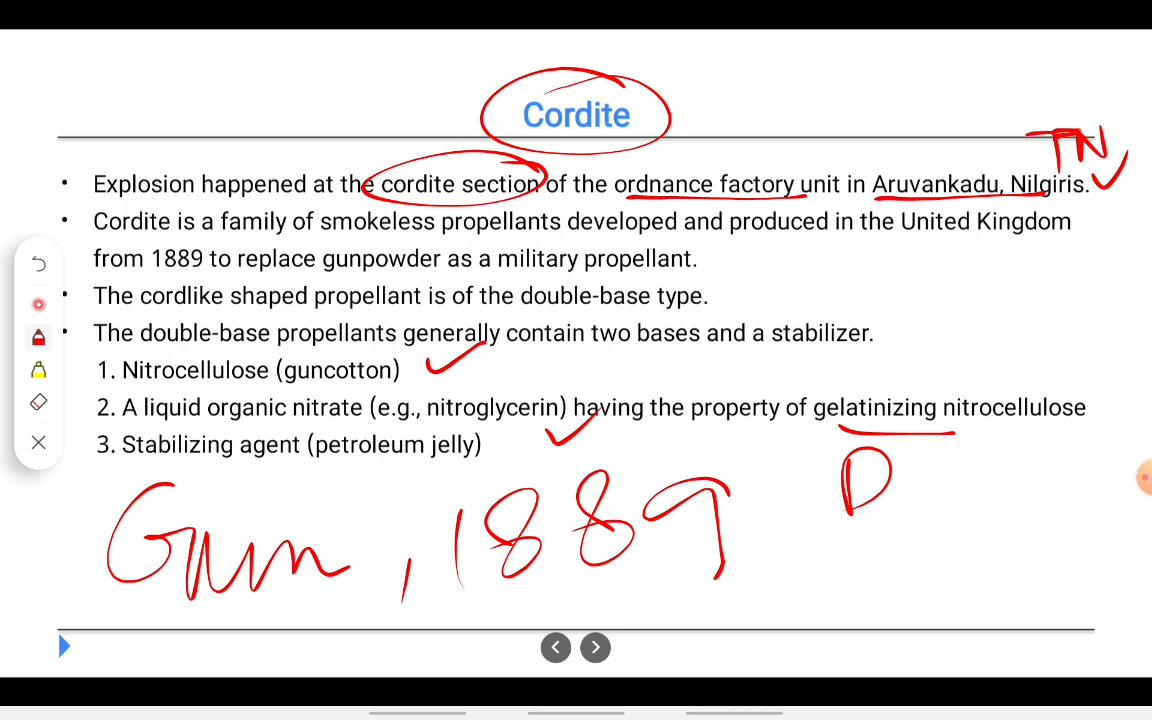 Cordite
TN
• Explosion happened at the cordite section of the ordnance factory unit in Aruvankadu, Nilgiris.
• Cordite is a family of smokeless propellants developed and produced in the United Kingdom
from 1889 to replace gunpowder as a military propellant.
• The cordlike shaped propellant is of the double-base type.
• The double-base propellants generally contain two bases and a stabilizer.
1. Nitrocellulose (guncotton)
2. A liquid organic nitrate (e.g., nitroglycerin) having the property of gelatinizing nitrocellulose
3. Stabilizing agent (petroleum jelly)
D
Gum, 1889